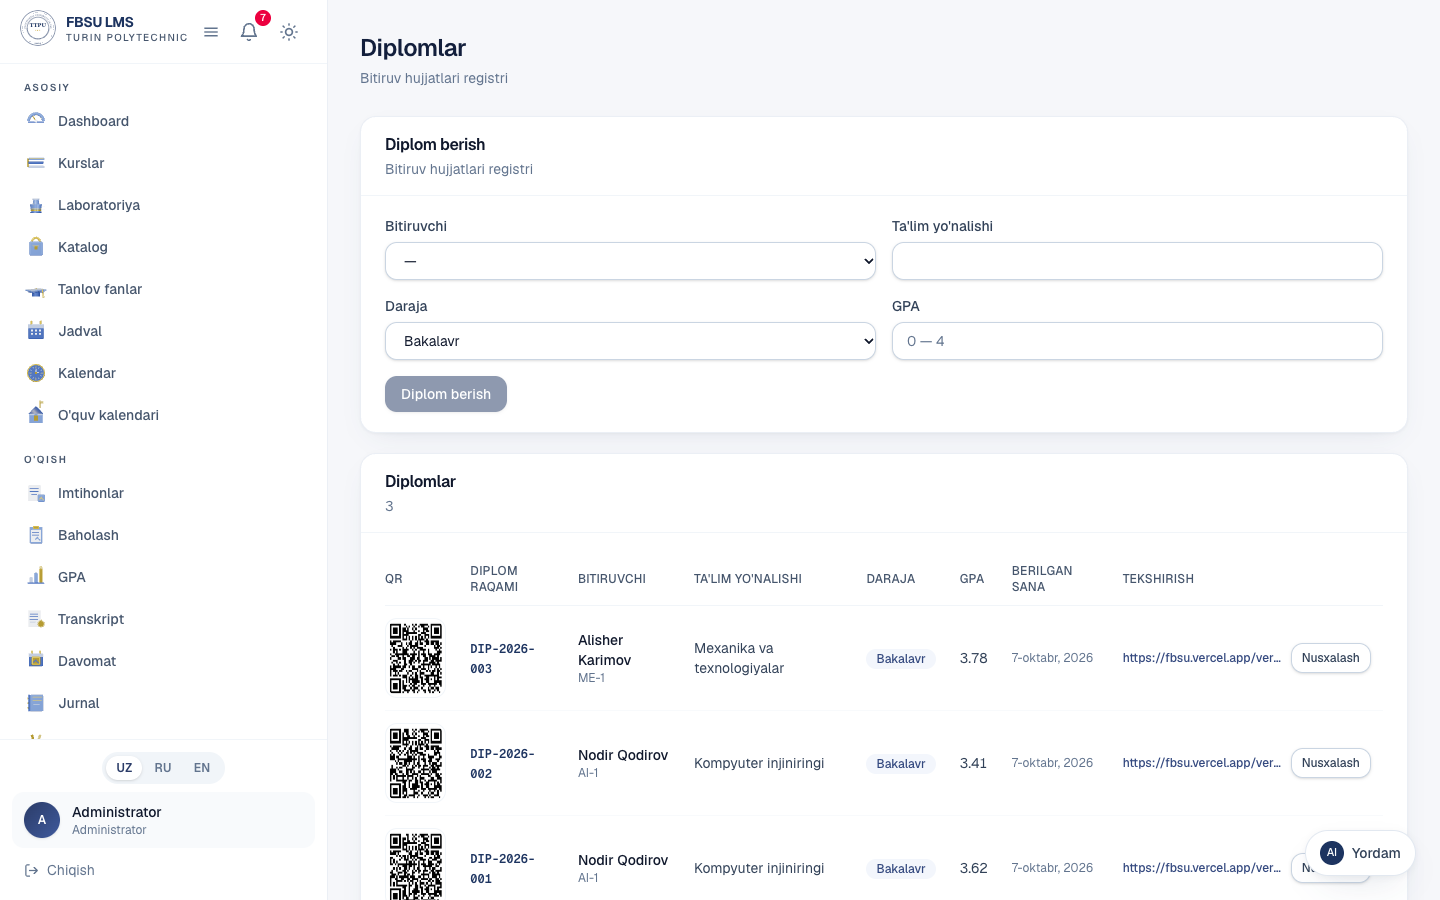 TTPU
FBSU LMS
TURIN POLYTECHNIC
7
ASOSIY
Dashboard
Kurslar
Laboratoriya
Katalog
Tanlov fanlar
Jadval
Kalendar
O'quv kalendari
O'QISH
Imtihonlar
Baholash
GPA
Transkript
Davomat
Jurnal
UZ RU EN
A
Administrator
Administrator
Chiqish
Diplomlar
Bitiruv hujjatlari registri
Diplom berish
Bitiruv hujjatlari registri
Bitiruvchi
—
Ta'lim yo'nalishi
Daraja
Bakalavr
GPA
0 — 4
Diplom berish
Diplomlar
3
QR
DIPLOM
RAQAMI
BITIRUVCHI
TA'LIM YO'NALISHI
DARAJA
GPA
BERILGAN
SANA
TEKSHIRISH
DIP-2026-
003
Alisher
Karimov
ME-1
Mexanika va
texnologiyalar
Bakalavr
3.78
7-oktabr, 2026
https://fbsu.vercel.app/ver...
Nusxalash
DIP-2026-
002
Nodir Qodirov
AI-1
Kompyuter injiniringi
Bakalavr
3.41
7-oktabr, 2026
https://fbsu.vercel.app/ver...
Nusxalash
DIP-2026-
001
Nodir Qodirov
AI-1
Kompyuter injiniringi
Bakalavr
3.62
7-oktabr, 2026
https://fbsu.vercel.app/ver...
AI
Yordam